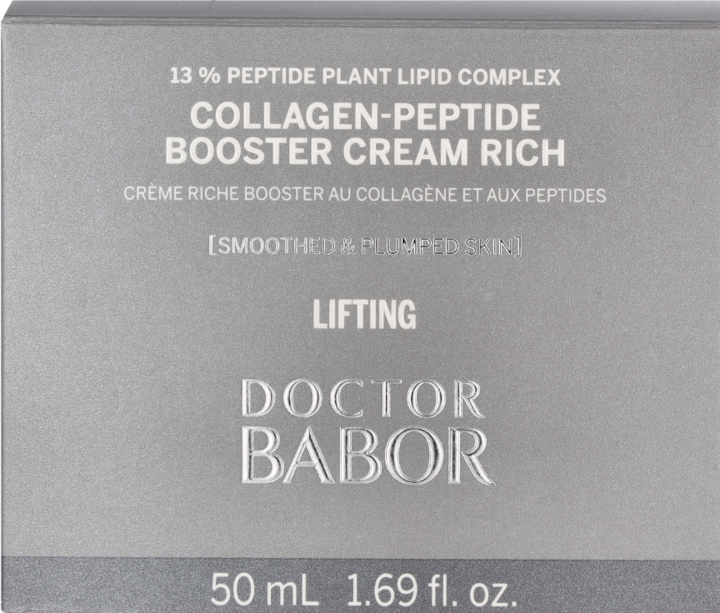 13 % PEPTIDE PLANT LIPID COMPLEX
COLLAGEN-PEPTIDE
BOOSTER CREAM RICH
CRÈME RICHE BOOSTER AU COLLAGÈNE ET AUX PEPTIDES
[SMOOTHED & PLUMPED SKIN]
LIFTING
DOCTOR
BABOR
50 mL 1.69 fl. oz.